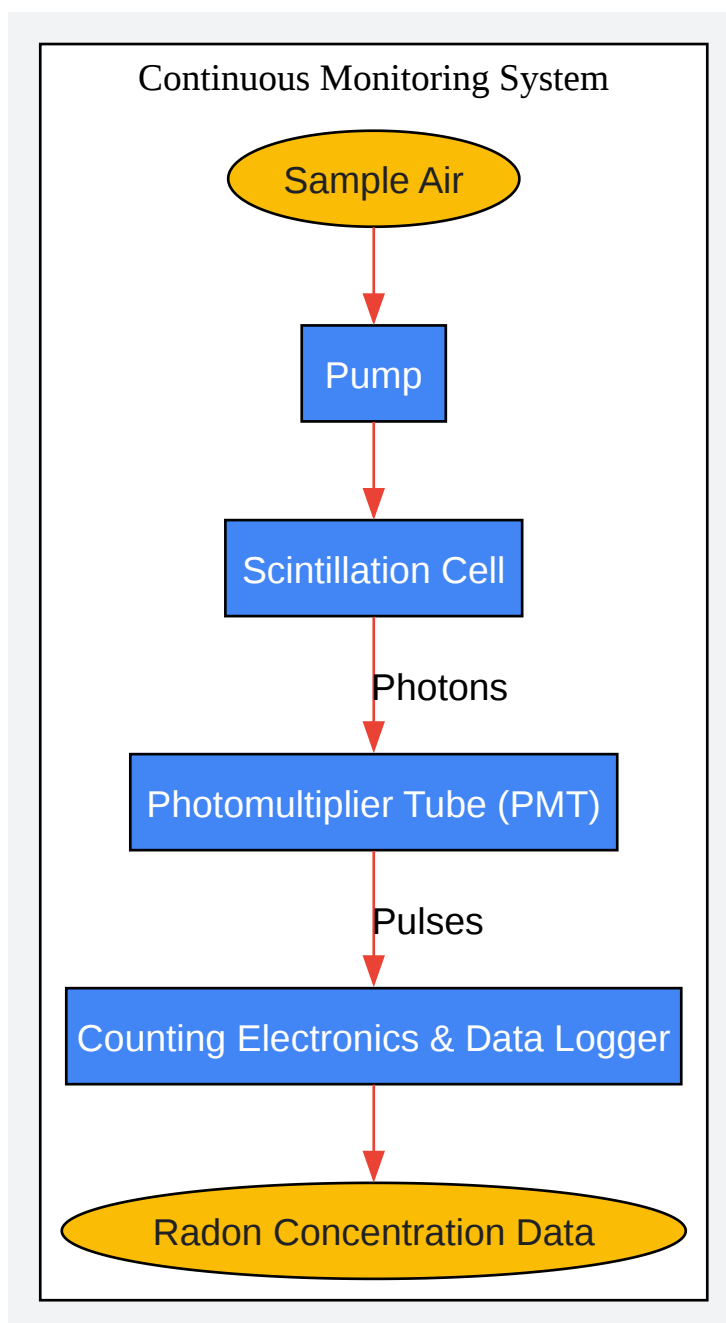 Continuous Monitoring System
Sample Air
Pump
Scintillation Cell
Photons
Photomultiplier Tube (PMT)
Pulses
Counting Electronics & Data Logger
Radon Concentration Data